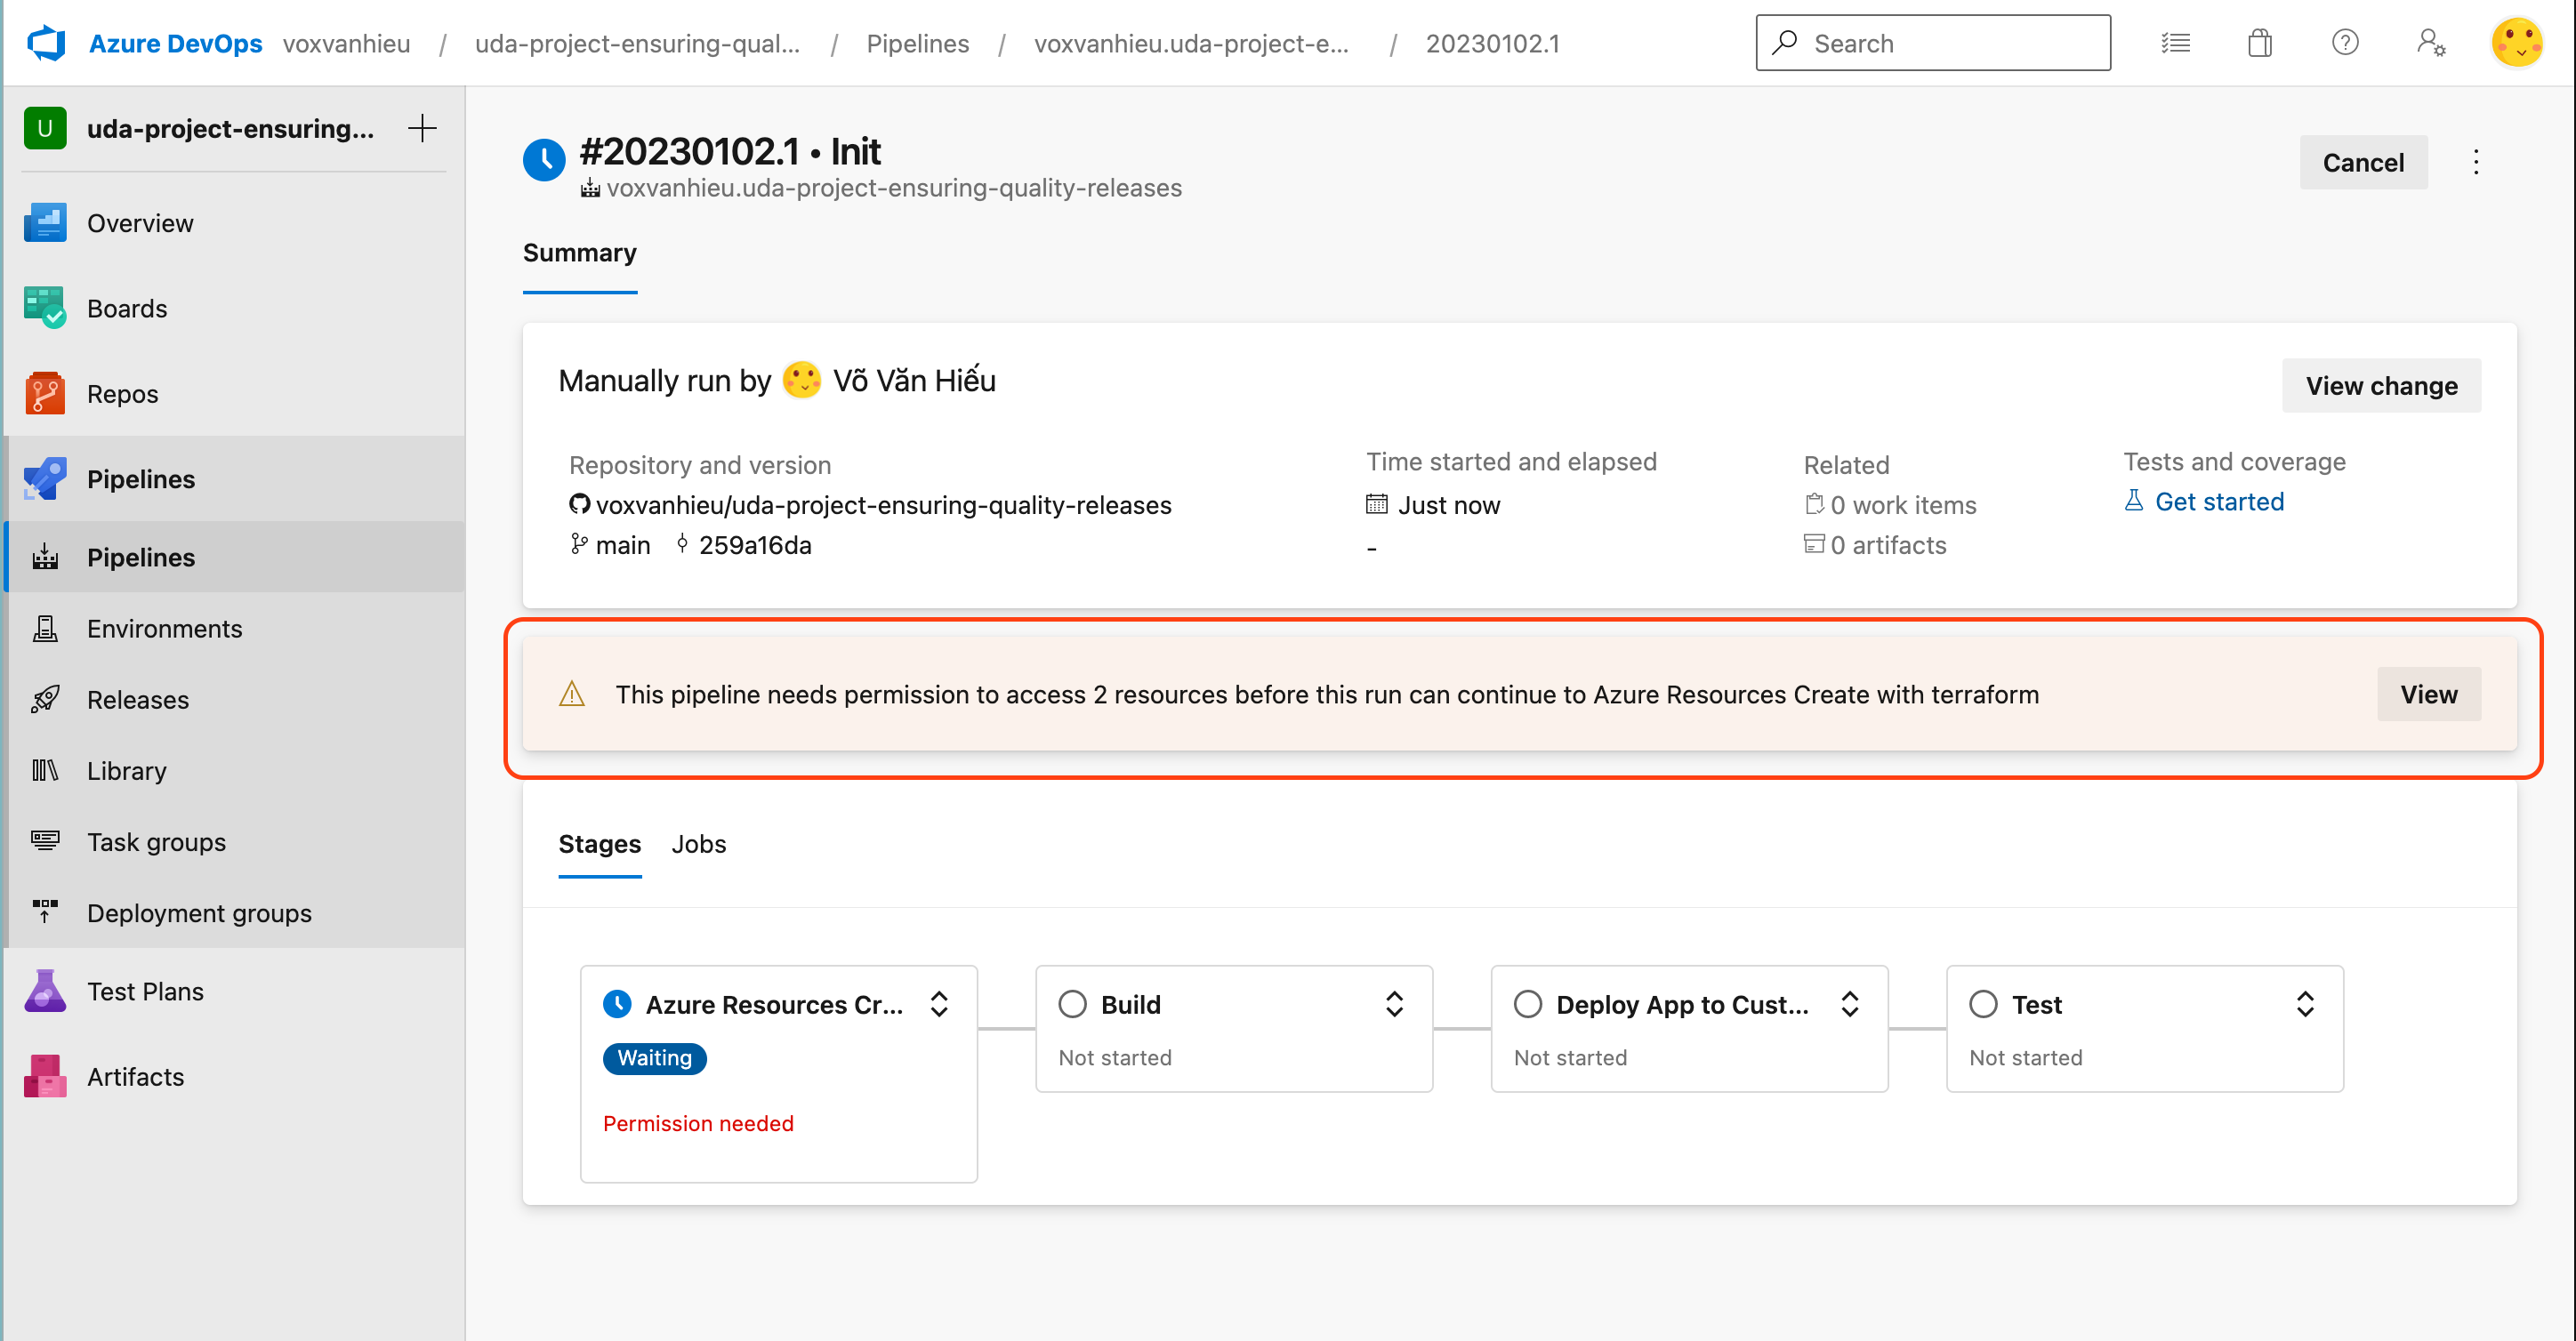 Azure DevOps voxvanhieu / uda-project-ensuring-qual... / Pipelines / voxvanhieu.uda-project-e... / 20230102.1
Search
U uda-project-ensuring...
Overview
Boards
Repos
Pipelines
Pipelines
Environments
Releases
Library
Task groups
Deployment groups
Test Plans
Artifacts
#20230102.1 • Init
voxvanhieu.uda-project-ensuring-quality-releases
Cancel
Summary
Manually run by Võ Văn Hiếu
View change
Repository and version
voxvanhieu/uda-project-ensuring-quality-releases
main 259a16da
Time started and elapsed
Just now
-
Related
0 work items
0 artifacts
Tests and coverage
Get started
This pipeline needs permission to access 2 resources before this run can continue to Azure Resources Create with terraform
View
Stages Jobs
Azure Resources Cr...
Waiting
Permission needed
Build
Not started
Deploy App to Cust...
Not started
Test
Not started